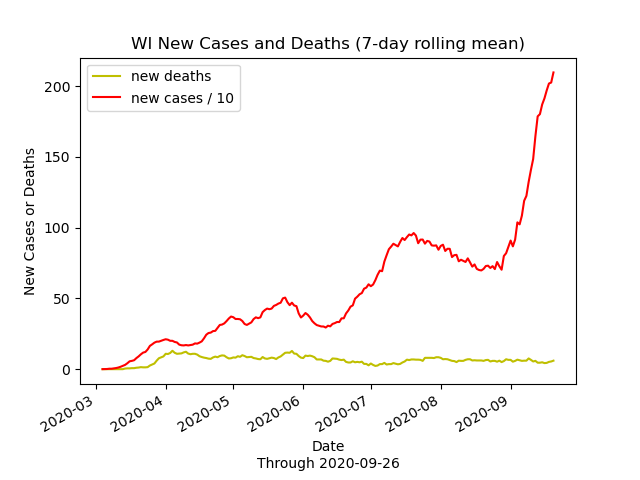 WI New Cases and Deaths (7-day rolling mean)
new deaths
new cases / 10
New Cases or Deaths
200
150
100
50
0
2020-03
2020-04
2020-05
2020-06
2020-07
2020-08
2020-09
Date
Through 2020-09-26